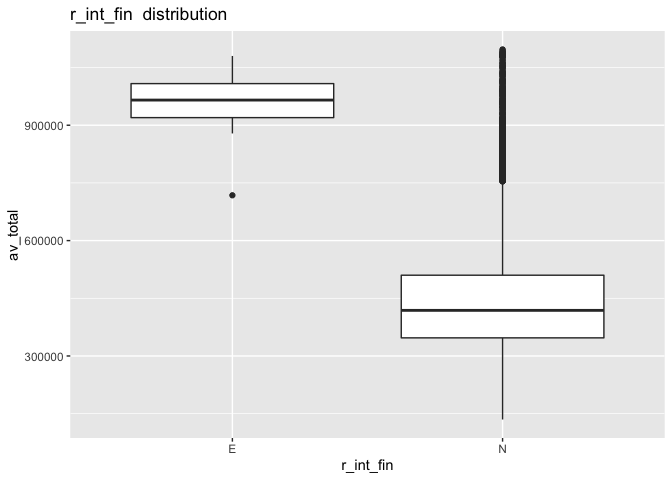 r_int_fin distribution
900000
600000
300000
av_total
E
N
r_int_fin